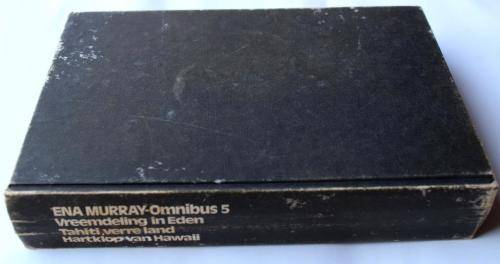 ENA MURRAY-Omnibus 5
Vreemdeling in Eden
Tahiti, verre land
Hartklop van Hawaii